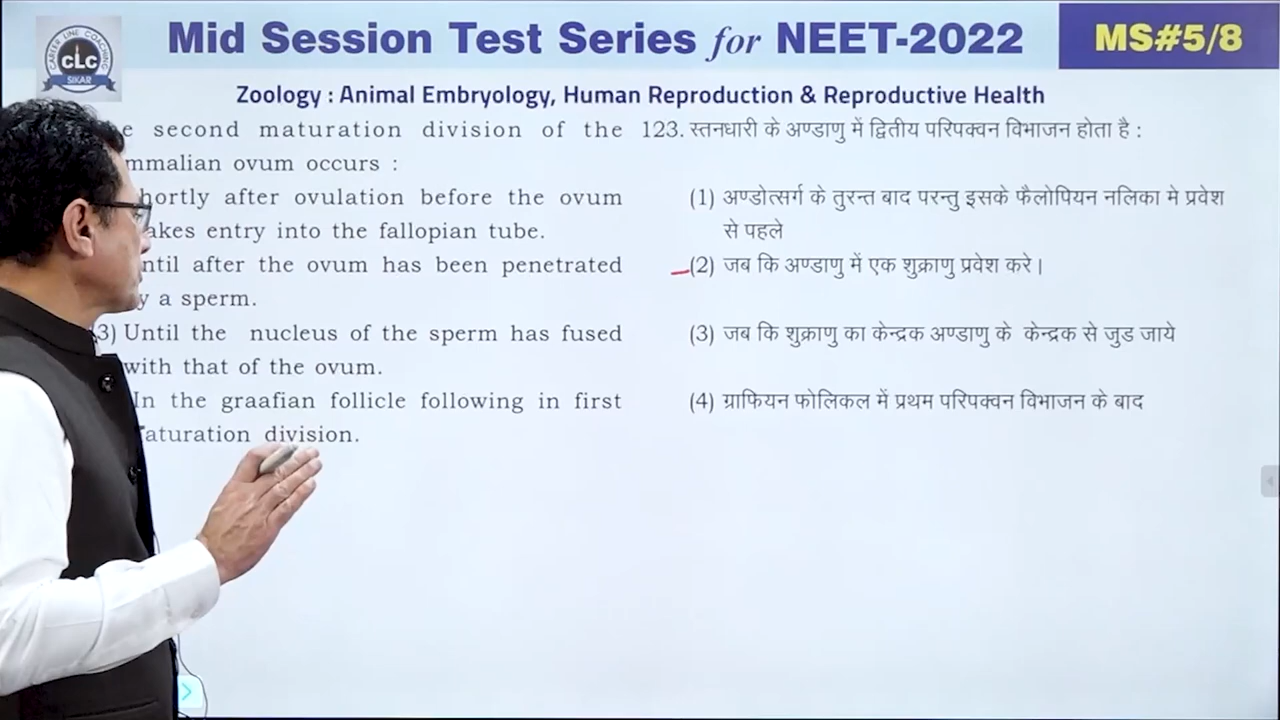 Mid Session Test Series for NEET-2022
MS#5/8
CAREER LINE COACHING
CLC
SIKAR
Zoology : Animal Embryology, Human Reproduction & Reproductive Health
second maturation division of the
ovum occurs :
after ovulation before the ovum
entry into the fallopian tube.
after the ovum has been penetrated
a sperm.
3) Until the nucleus of the sperm has fused
with that of the ovum.
In the graafian follicle following in first
division.
123. स्तनधारी के अण्डाणु में द्वितीय परिपक्वन विभाजन होता है :
(1) अण्डोत्सर्ग के तुरन्त बाद परन्तु इसके फैलोपियन नलिका मे प्रवेश
से पहले
(2) जब कि अण्डाणु में एक शुक्राणु प्रवेश करे।
(3) जब कि शुक्राणु का केन्द्रक अण्डाणु के केन्द्रक से जुड जाये
(4) ग्राफियन फोलिकल में प्रथम परिपक्वन विभाजन के बाद